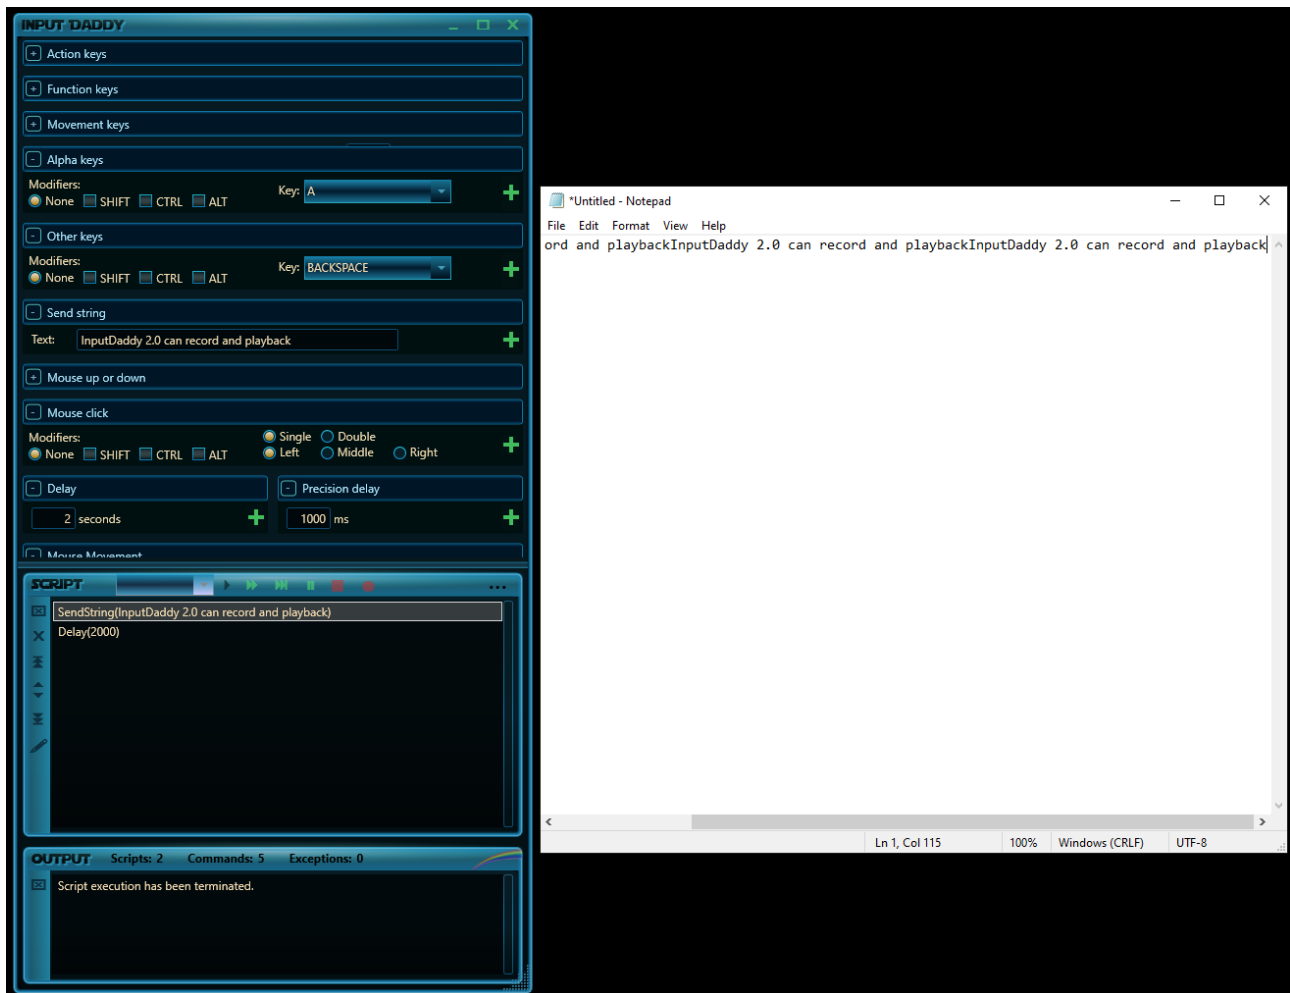 INPUT DADDY
+ Action keys
+ Function keys
+ Movement keys
- Alpha keys
Modifiers:
None SHIFT CTRL ALT
Key: A
- Other keys
Modifiers:
None SHIFT CTRL ALT
Key: BACKSPACE
- Send string
Text: InputDaddy 2.0 can record and playback
+ Mouse up or down
- Mouse click
Modifiers:
None SHIFT CTRL ALT
Single Double
Left Middle Right
- Delay
2 seconds
- Precision delay
1000 ms
- Mouse Movement
SCRIPT ...
SendString(InputDaddy 2.0 can record and playback)
Delay(2000)
OUTPUT Scripts: 2 Commands: 5 Exceptions: 0
Script execution has been terminated.
*Untitled - Notepad
File Edit Format View Help
ord and playbackInputDaddy 2.0 can record and playbackInputDaddy 2.0 can record and playback
Ln 1, Col 115 100% Windows (CRLF) UTF-8